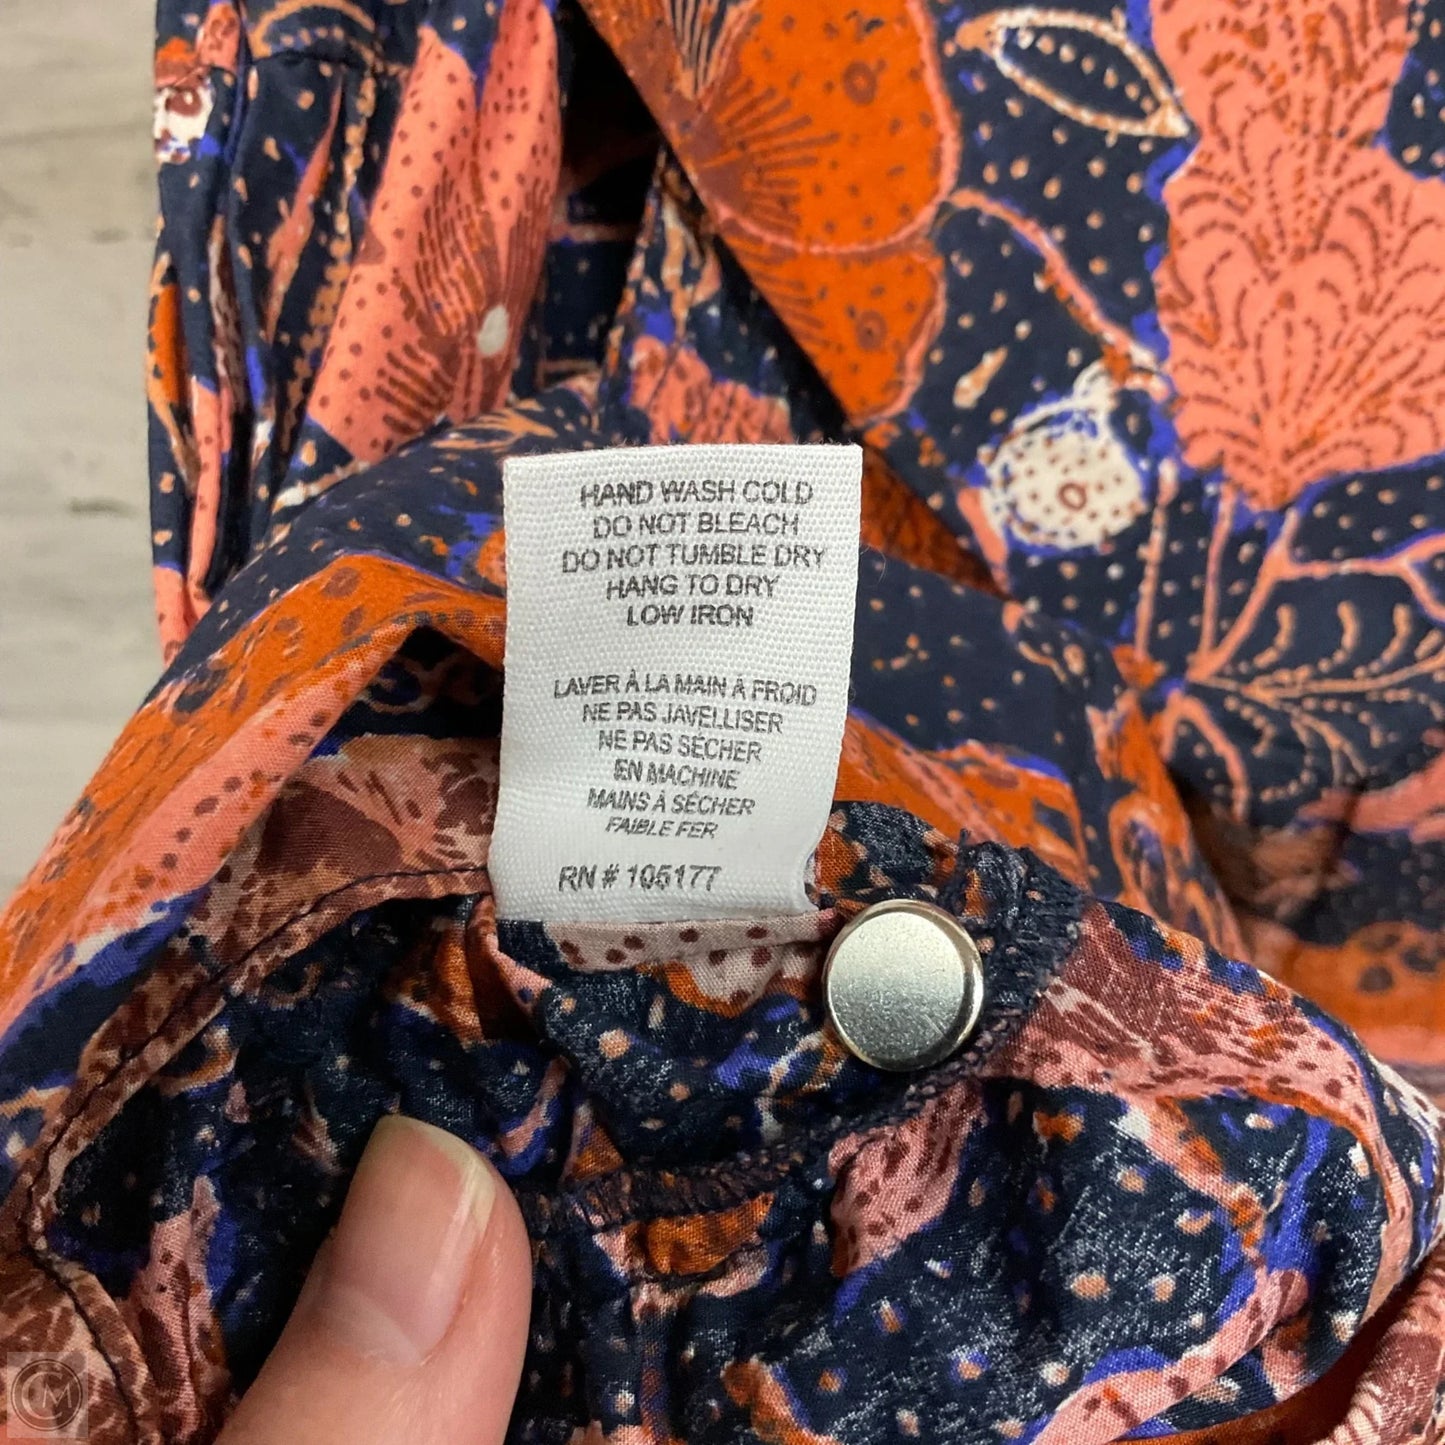 HAND WASH COLD
DO NOT BLEACH
DO NOT TUMBLE DRY
HANG TO DRY
LOW IRON
LAVER À LA MAIN À FROID
NE PAS JAVELLISER
NE PAS SÉCHER
EN MACHINE
MAINS À SÉCHER
FAIBLE FER
RN # 105177